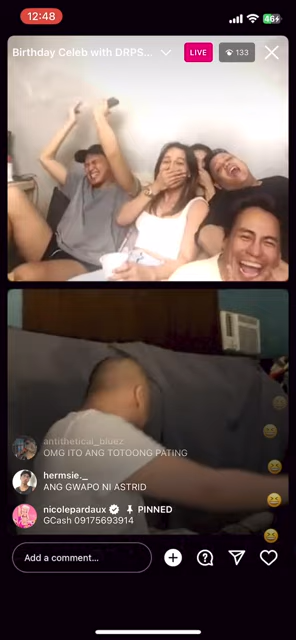 12:48
46
Birthday Celeb with DRPS...
LIVE
133
antithetical_bluez
OMG ITO ANG TOTOONG PATING
hermsie._
ANG GWAPO NI ASTRID
nicolepardaux PINNED
GCash 09175693914
Add a comment...